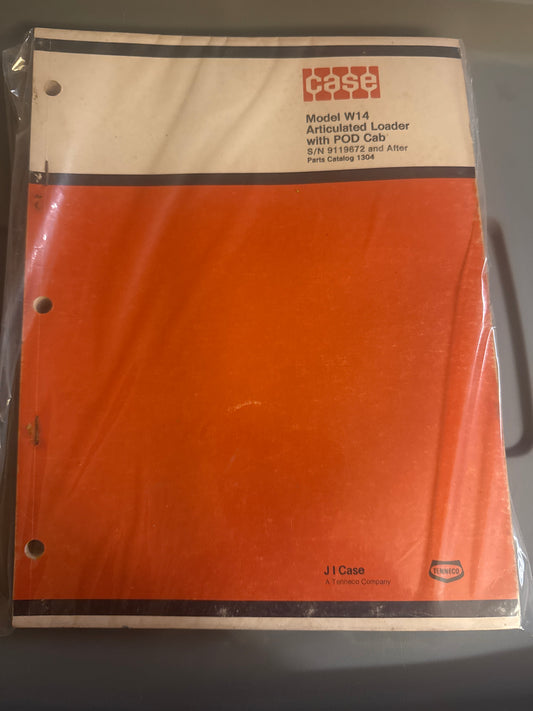 case
Model W14
Articulated Loader
with POD Cab
S/N 9119672 and After
Parts Catalog 1304
J I Case
A Tenneco Company
TENNECO